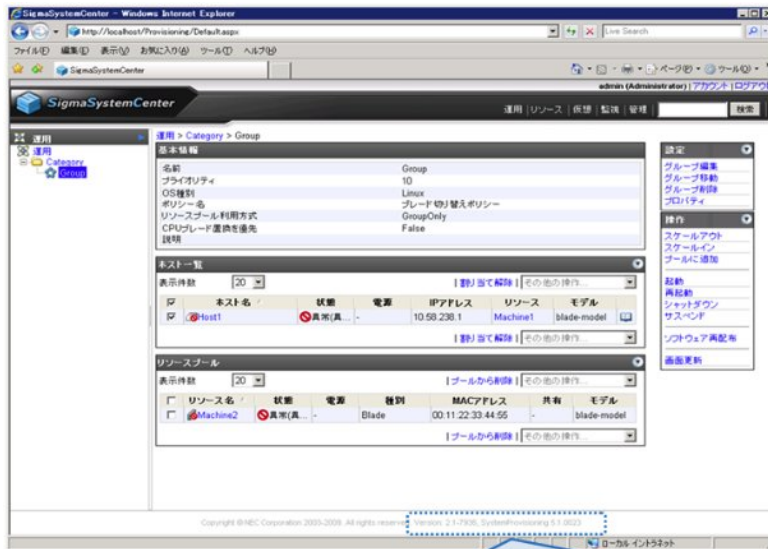 SigmaSystemCenter - Windows Internet Explorer
http://localhost/Provisioning/Default.aspx
Live Search
ファイル(F) 編集(E) 表示(V) お気に入り(A) ツール(T) ヘルプ(H)
SigmaSystemCenter
ページ(P) ツール(O)
admin (Administrator) | アカウント | ログアウト
SigmaSystemCenter
運用 | リソース | 仮想 | 監視 | 管理
検索
運用
運用
Category
Group
運用 > Category > Group
基本情報
名前 Group
プライオリティ 10
OS種別 Linux
ポリシー名 ブレード切り替えポリシー
リソースプール利用方式 GroupOnly
CPUブレード置換を優先 False
説明
ホスト一覧
表示件数 20 | 割り当て解除 | その他の操作...
ホスト名 状態 電源 IPアドレス リソース モデル
Host1 異常(異... - 10.58.238.1 Machine1 blade-model
| 割り当て解除 | その他の操作...
リソースプール
表示件数 20 | プールから削除 | その他の操作...
リソース名 状態 電源 種別 MACアドレス 共有 モデル
Machine2 異常(異... - Blade 00:11:22:33:44:55 - blade-model
| プールから削除 | その他の操作...
設定
グループ編集
グループ移動
グループ削除
プロパティ
操作
スケールアウト
スケールイン
プールに追加
起動
再起動
シャットダウン
サスペンド
ソフトウェア再配布
画面更新
Copyright © NEC Corporation 2003-2008. All rights reserved. Version: 2.1-7936, SystemProvisioning 5.1.0023
ローカル イントラネット